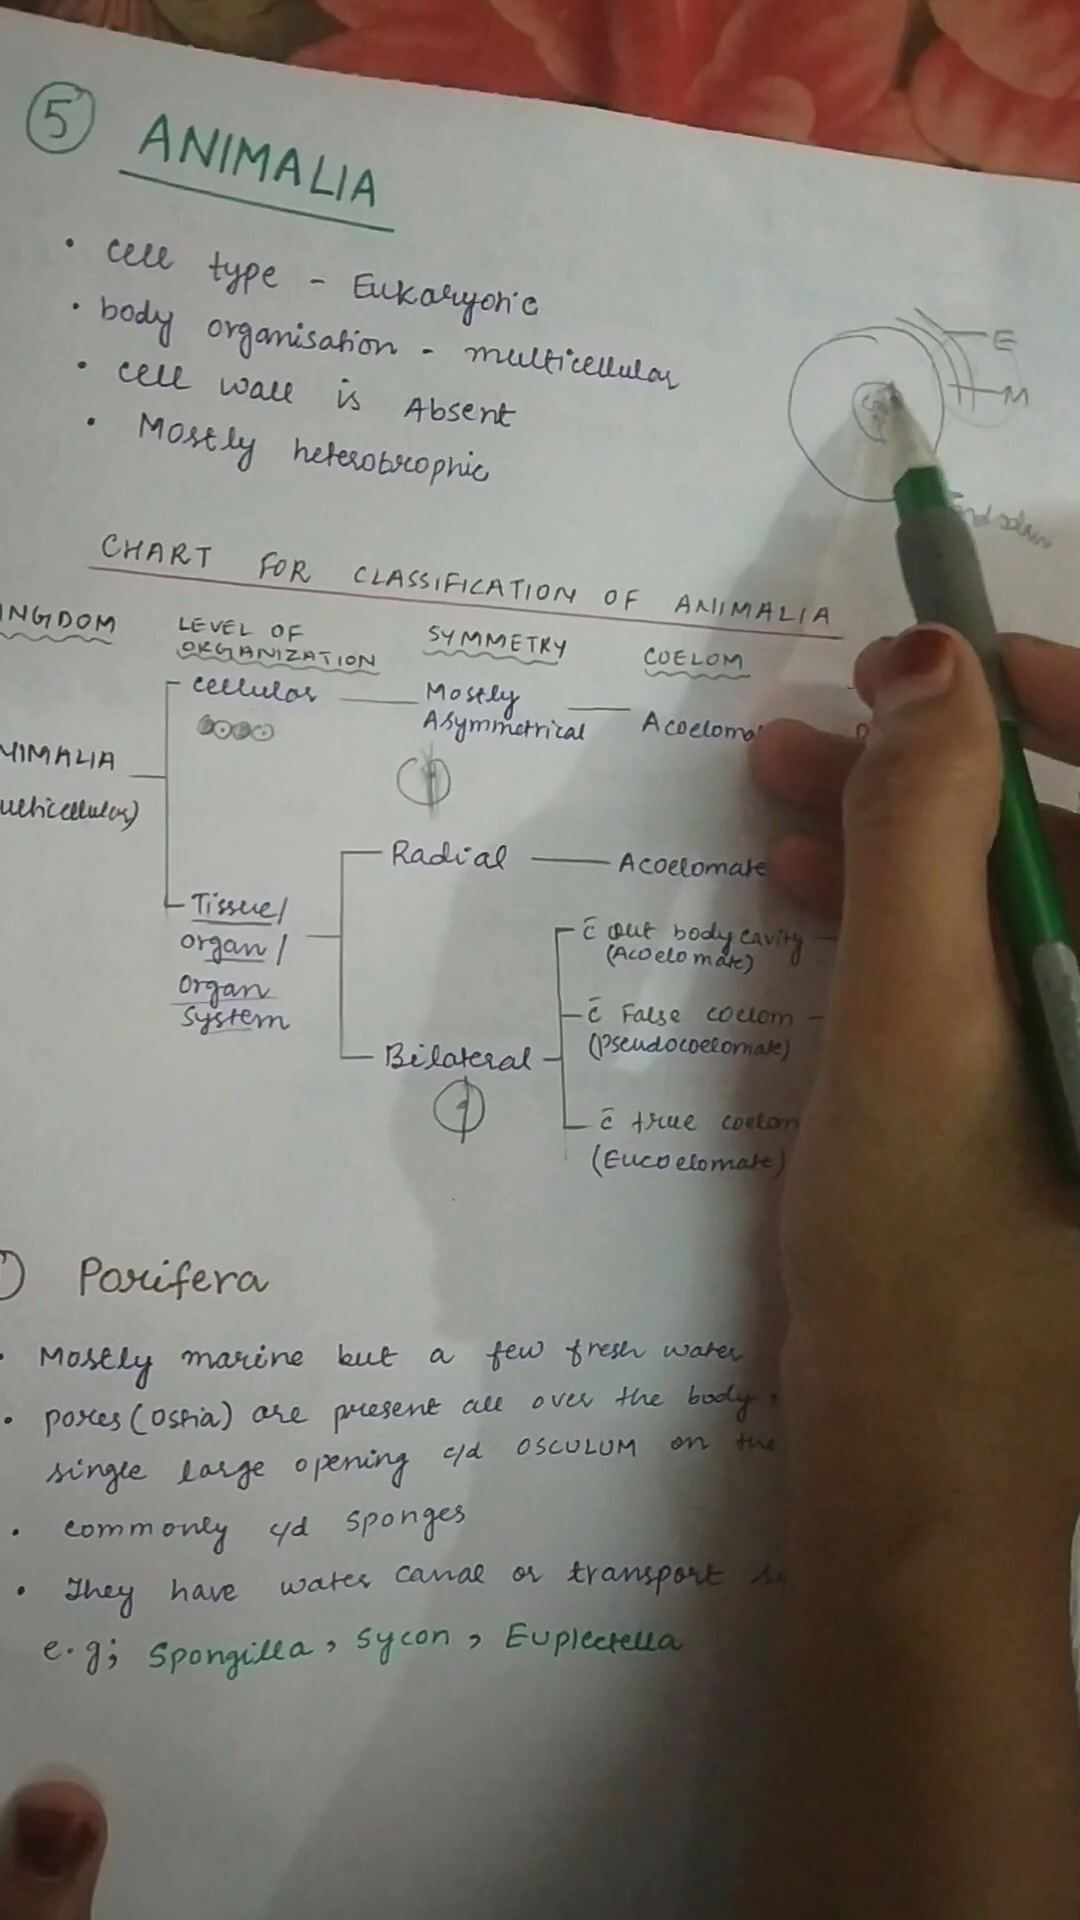 5 ANIMALIA
• cell type - Eukaryotic
• body organisation - multicellular
• cell wall is Absent
• Mostly heterotrophic
E
M
CHART FOR CLASSIFICATION OF ANIMALIA
INGDOM
LEVEL OF ORGANIZATION
SYMMETRY
COELOM
cellular
Mostly Asymmetrical
Acoeloma
NIMALIA
ulticellular)
Radial
Acoelomate
Tissue/
organ/
organ
system
c̄ out body cavity
(Acoelomate)
c̄ False coelom
(Pseudocoelomate)
Bilateral
c̄ true coelom
(Eucoelomate)
) Porifera
• Mostly marine but a few fresh water
• pores (ostia) are present all over the body,
single large opening c/d OSCULUM on the
• commonly c/d sponges
• They have water canal or transport
e.g; Spongilla, Sycon, Euplectella